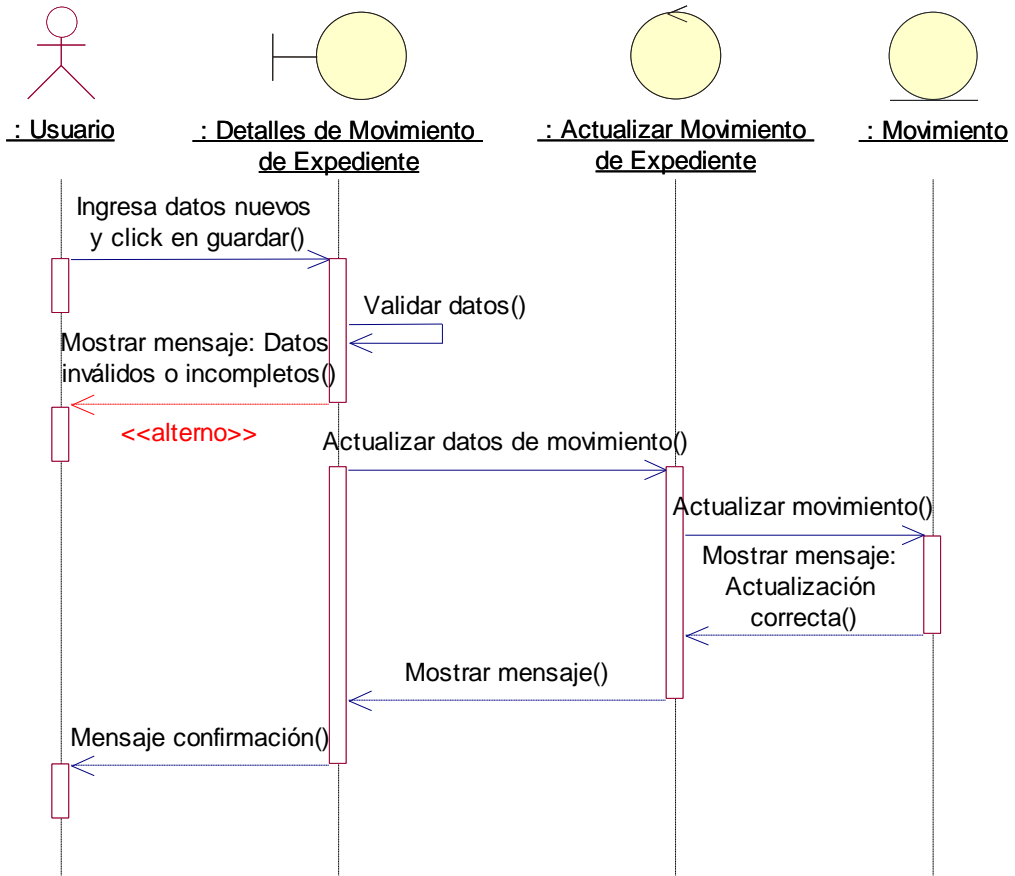 : Usuario
: Detalles de Movimiento
de Expediente
: Actualizar Movimiento
de Expediente
: Movimiento
Ingresa datos nuevos
y click en guardar()
Validar datos()
Mostrar mensaje: Datos
inválidos o incompletos()
<<alterno>>
Actualizar datos de movimiento()
Actualizar movimiento()
Mostrar mensaje:
Actualización
correcta()
Mostrar mensaje()
Mensaje confirmación()